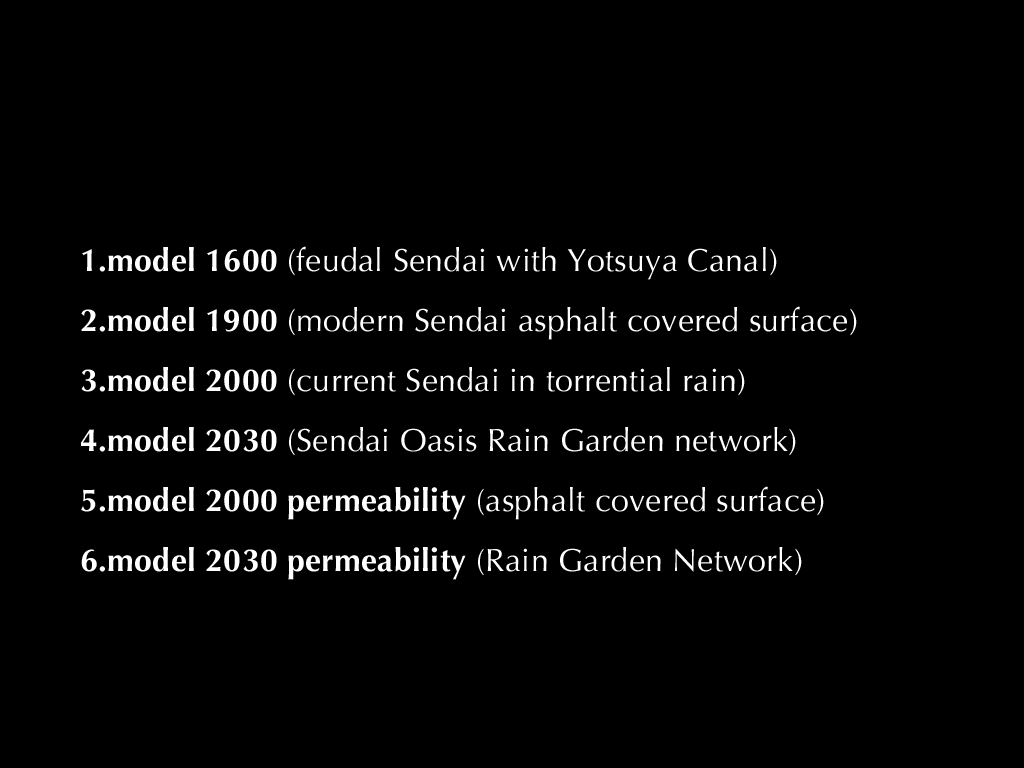 1.model 1600 (feudal Sendai with Yotsuya Canal)
2.model 1900 (modern Sendai asphalt covered surface)
3.model 2000 (current Sendai in torrential rain)
4.model 2030 (Sendai Oasis Rain Garden network)
5.model 2000 permeability (asphalt covered surface)
6.model 2030 permeability (Rain Garden Network)